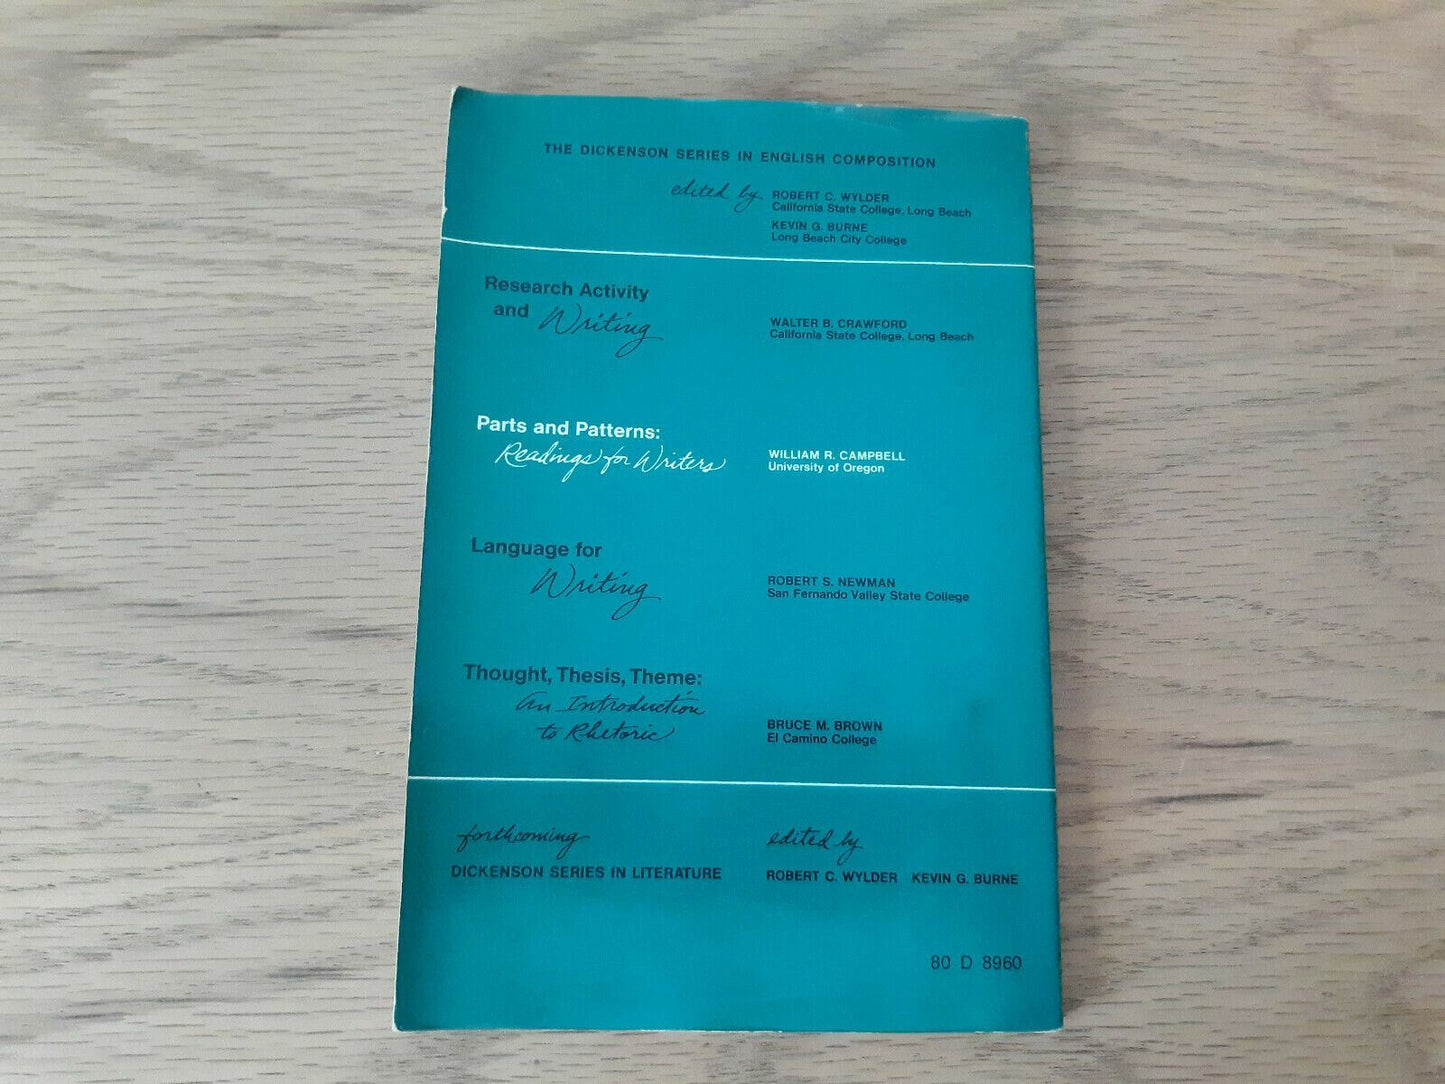 THE DICKENSON SERIES IN ENGLISH COMPOSITION
edited by ROBERT C. WYLDER
California State College, Long Beach
KEVIN G. BURNE
Long Beach City College
Research Activity
and Writing
WALTER B. CRAWFORD
California State College, Long Beach
Parts and Patterns:
Readings for Writers
WILLIAM R. CAMPBELL
University of Oregon
Language for
Writing
ROBERT S. NEWMAN
San Fernando Valley State College
Thought, Thesis, Theme:
An Introduction
to Rhetoric
BRUCE M. BROWN
El Camino College
forthcoming
DICKENSON SERIES IN LITERATURE
edited by
ROBERT C. WYLDER KEVIN G. BURNE
80 D 8960